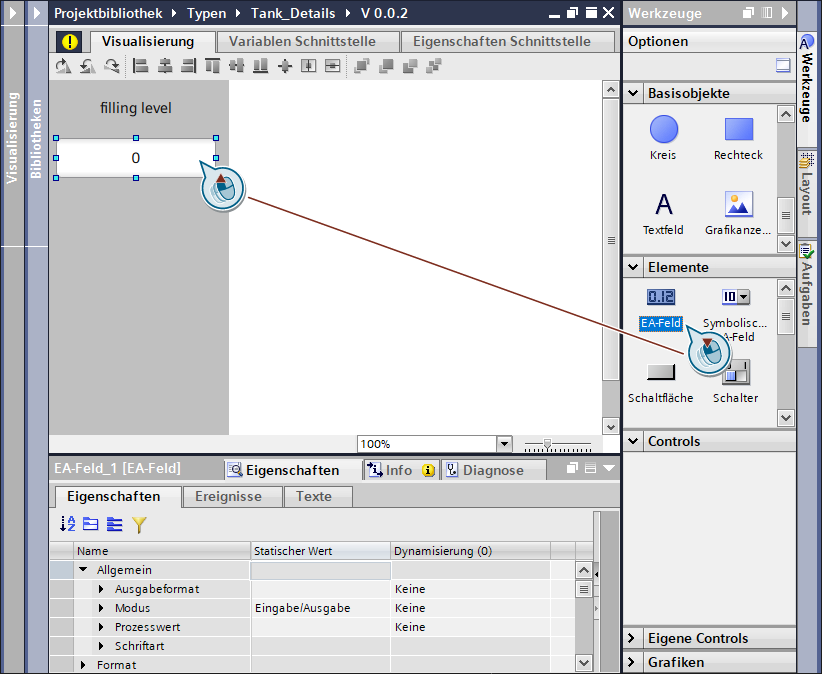 Projektbibliothek ▸ Typen ▸ Tank_Details ▸ V 0.0.2
Visualisierung
Variablen Schnittstelle
Eigenschaften Schnittstelle
Visualisierung
Bibliotheken
filling level
0
100%
EA-Feld_1 [EA-Feld]
Eigenschaften
Info
Diagnose
Eigenschaften
Ereignisse
Texte
Name
Statischer Wert
Dynamisierung (0)
Allgemein
Ausgabeformat
Keine
Modus
Eingabe/Ausgabe
Keine
Prozesswert
Keine
Schriftart
Format
Werkzeuge
Optionen
Basisobjekte
Kreis
Rechteck
A
Textfeld
Grafikanze...
Elemente
0.12
10
EA-Feld
Symbolisc...
-Feld
Schaltfläche
Schalter
Controls
Eigene Controls
Grafiken
Werkzeuge
Layout
Aufgaben